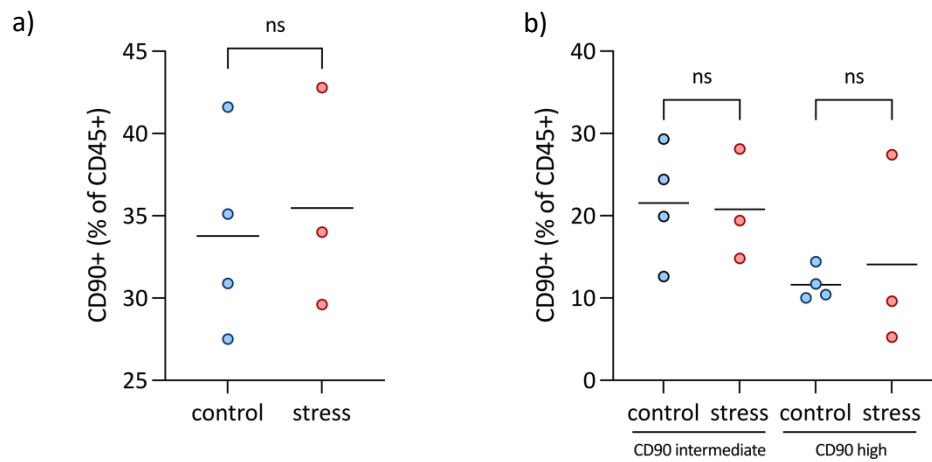 a)
ns
CD90+ (% of CD45+)
45
40
35
30
25
control stress
b)
ns
ns
CD90+ (% of CD45+)
40
30
20
10
0
control stress control stress
CD90 intermediate CD90 high